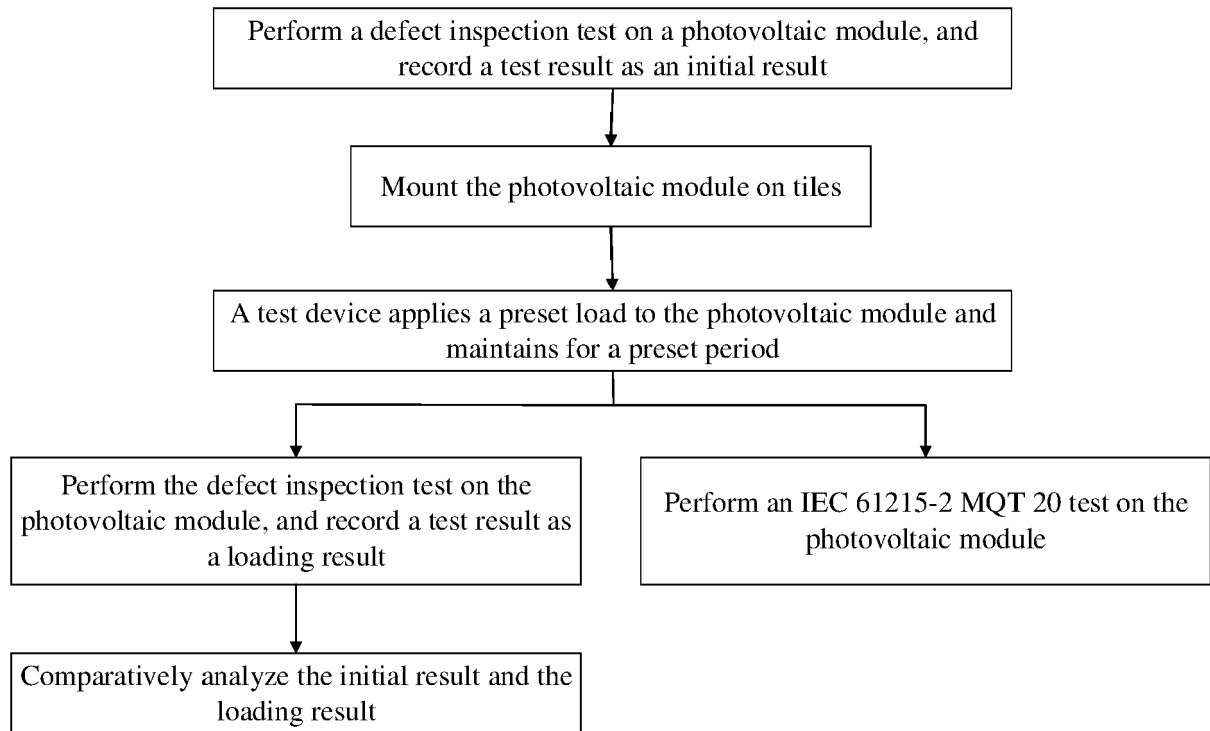 Perform a defect inspection test on a photovoltaic module, and
record a test result as an initial result
Mount the photovoltaic module on tiles
A test device applies a preset load to the photovoltaic module and
maintains for a preset period
Perform the defect inspection test on the
photovoltaic module, and record a test result as
a loading result
Perform an IEC 61215-2 MQT 20 test on the
photovoltaic module
Comparatively analyze the initial result and the
loading result